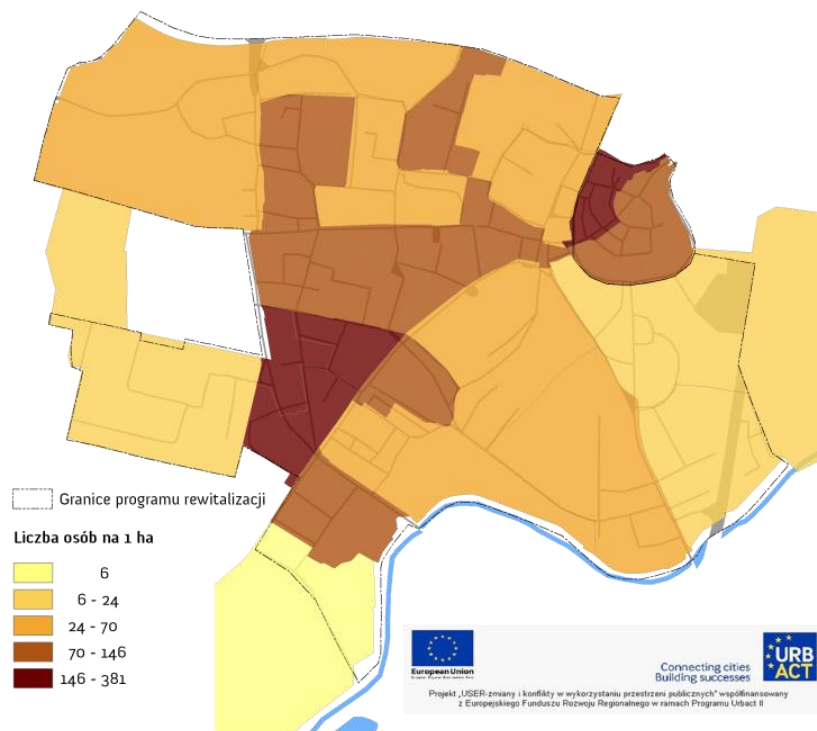 Granice programu rewitalizacji
Liczba osób na 1 ha
6
6 - 24
24 - 70
70 - 146
146 - 381
European Union
Connecting cities
Building successes
URB
ACT
Projekt „USER-zmiany i konflikty w wykorzystaniu przestrzeni publicznych” współfinansowany
z Europejskiego Funduszu Rozwoju Regionalnego w ramach Programu Urbact II